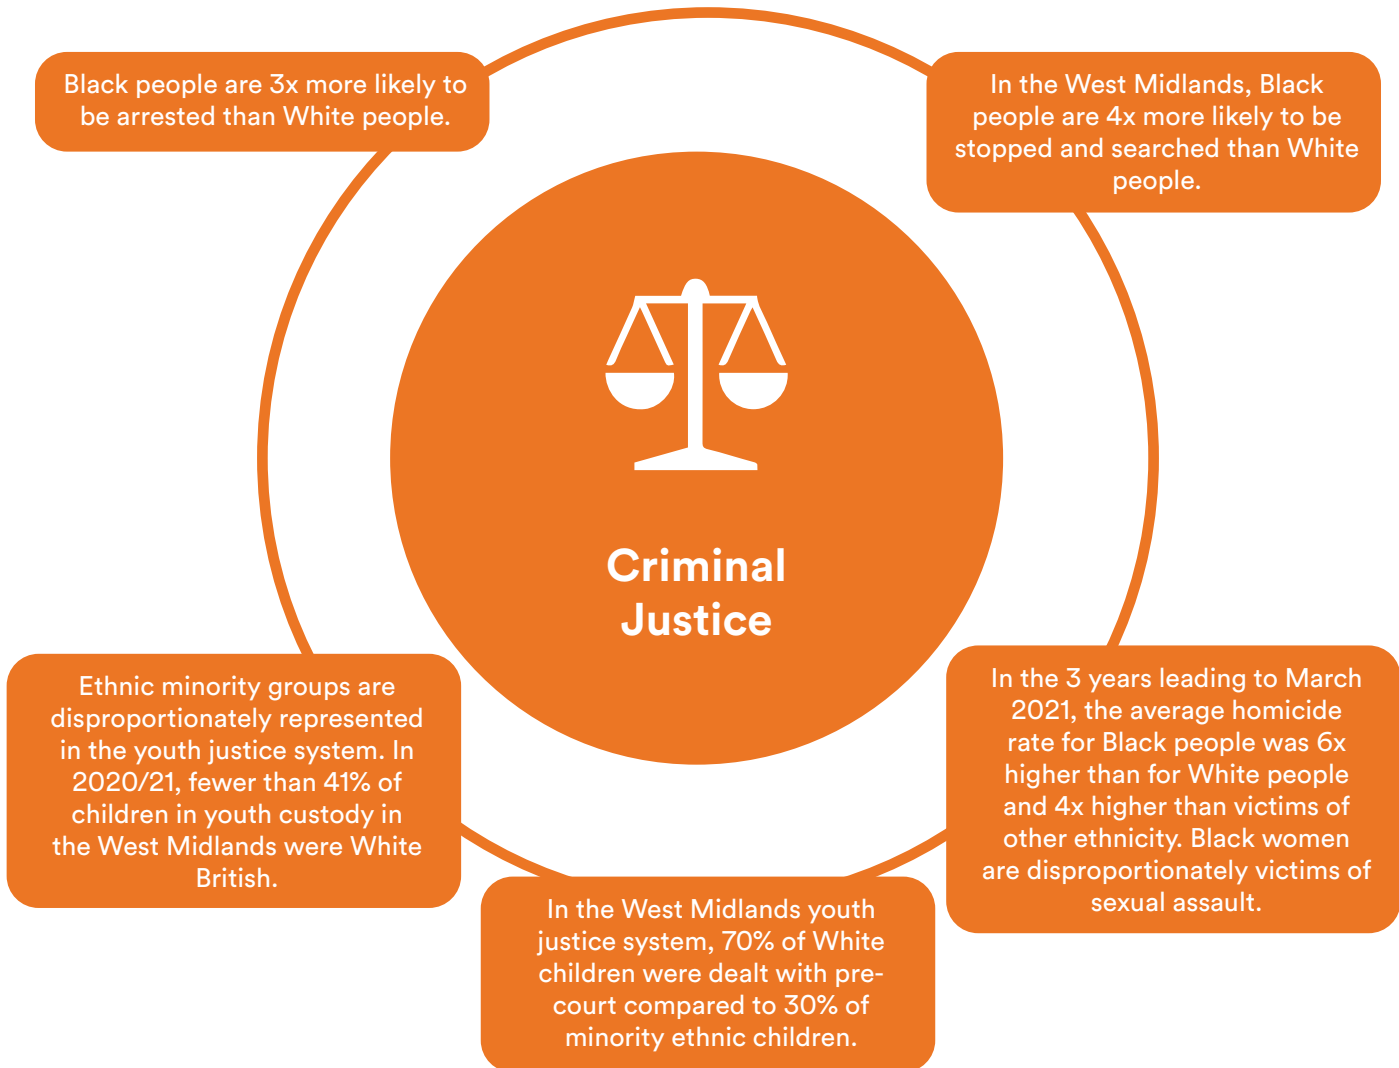 Black people are 3x more likely to
be arrested than White people.
In the West Midlands, Black
people are 4x more likely to be
stopped and searched than White
people.
Criminal
Justice
Ethnic minority groups are
disproportionately represented
in the youth justice system. In
2020/21, fewer than 41% of
children in youth custody in
the West Midlands were White
British.
In the 3 years leading to March
2021, the average homicide
rate for Black people was 6x
higher than for White people
and 4x higher than victims of
other ethnicity. Black women
are disproportionately victims of
sexual assault.
In the West Midlands youth
justice system, 70% of White
children were dealt with pre-
court compared to 30% of
minority ethnic children.